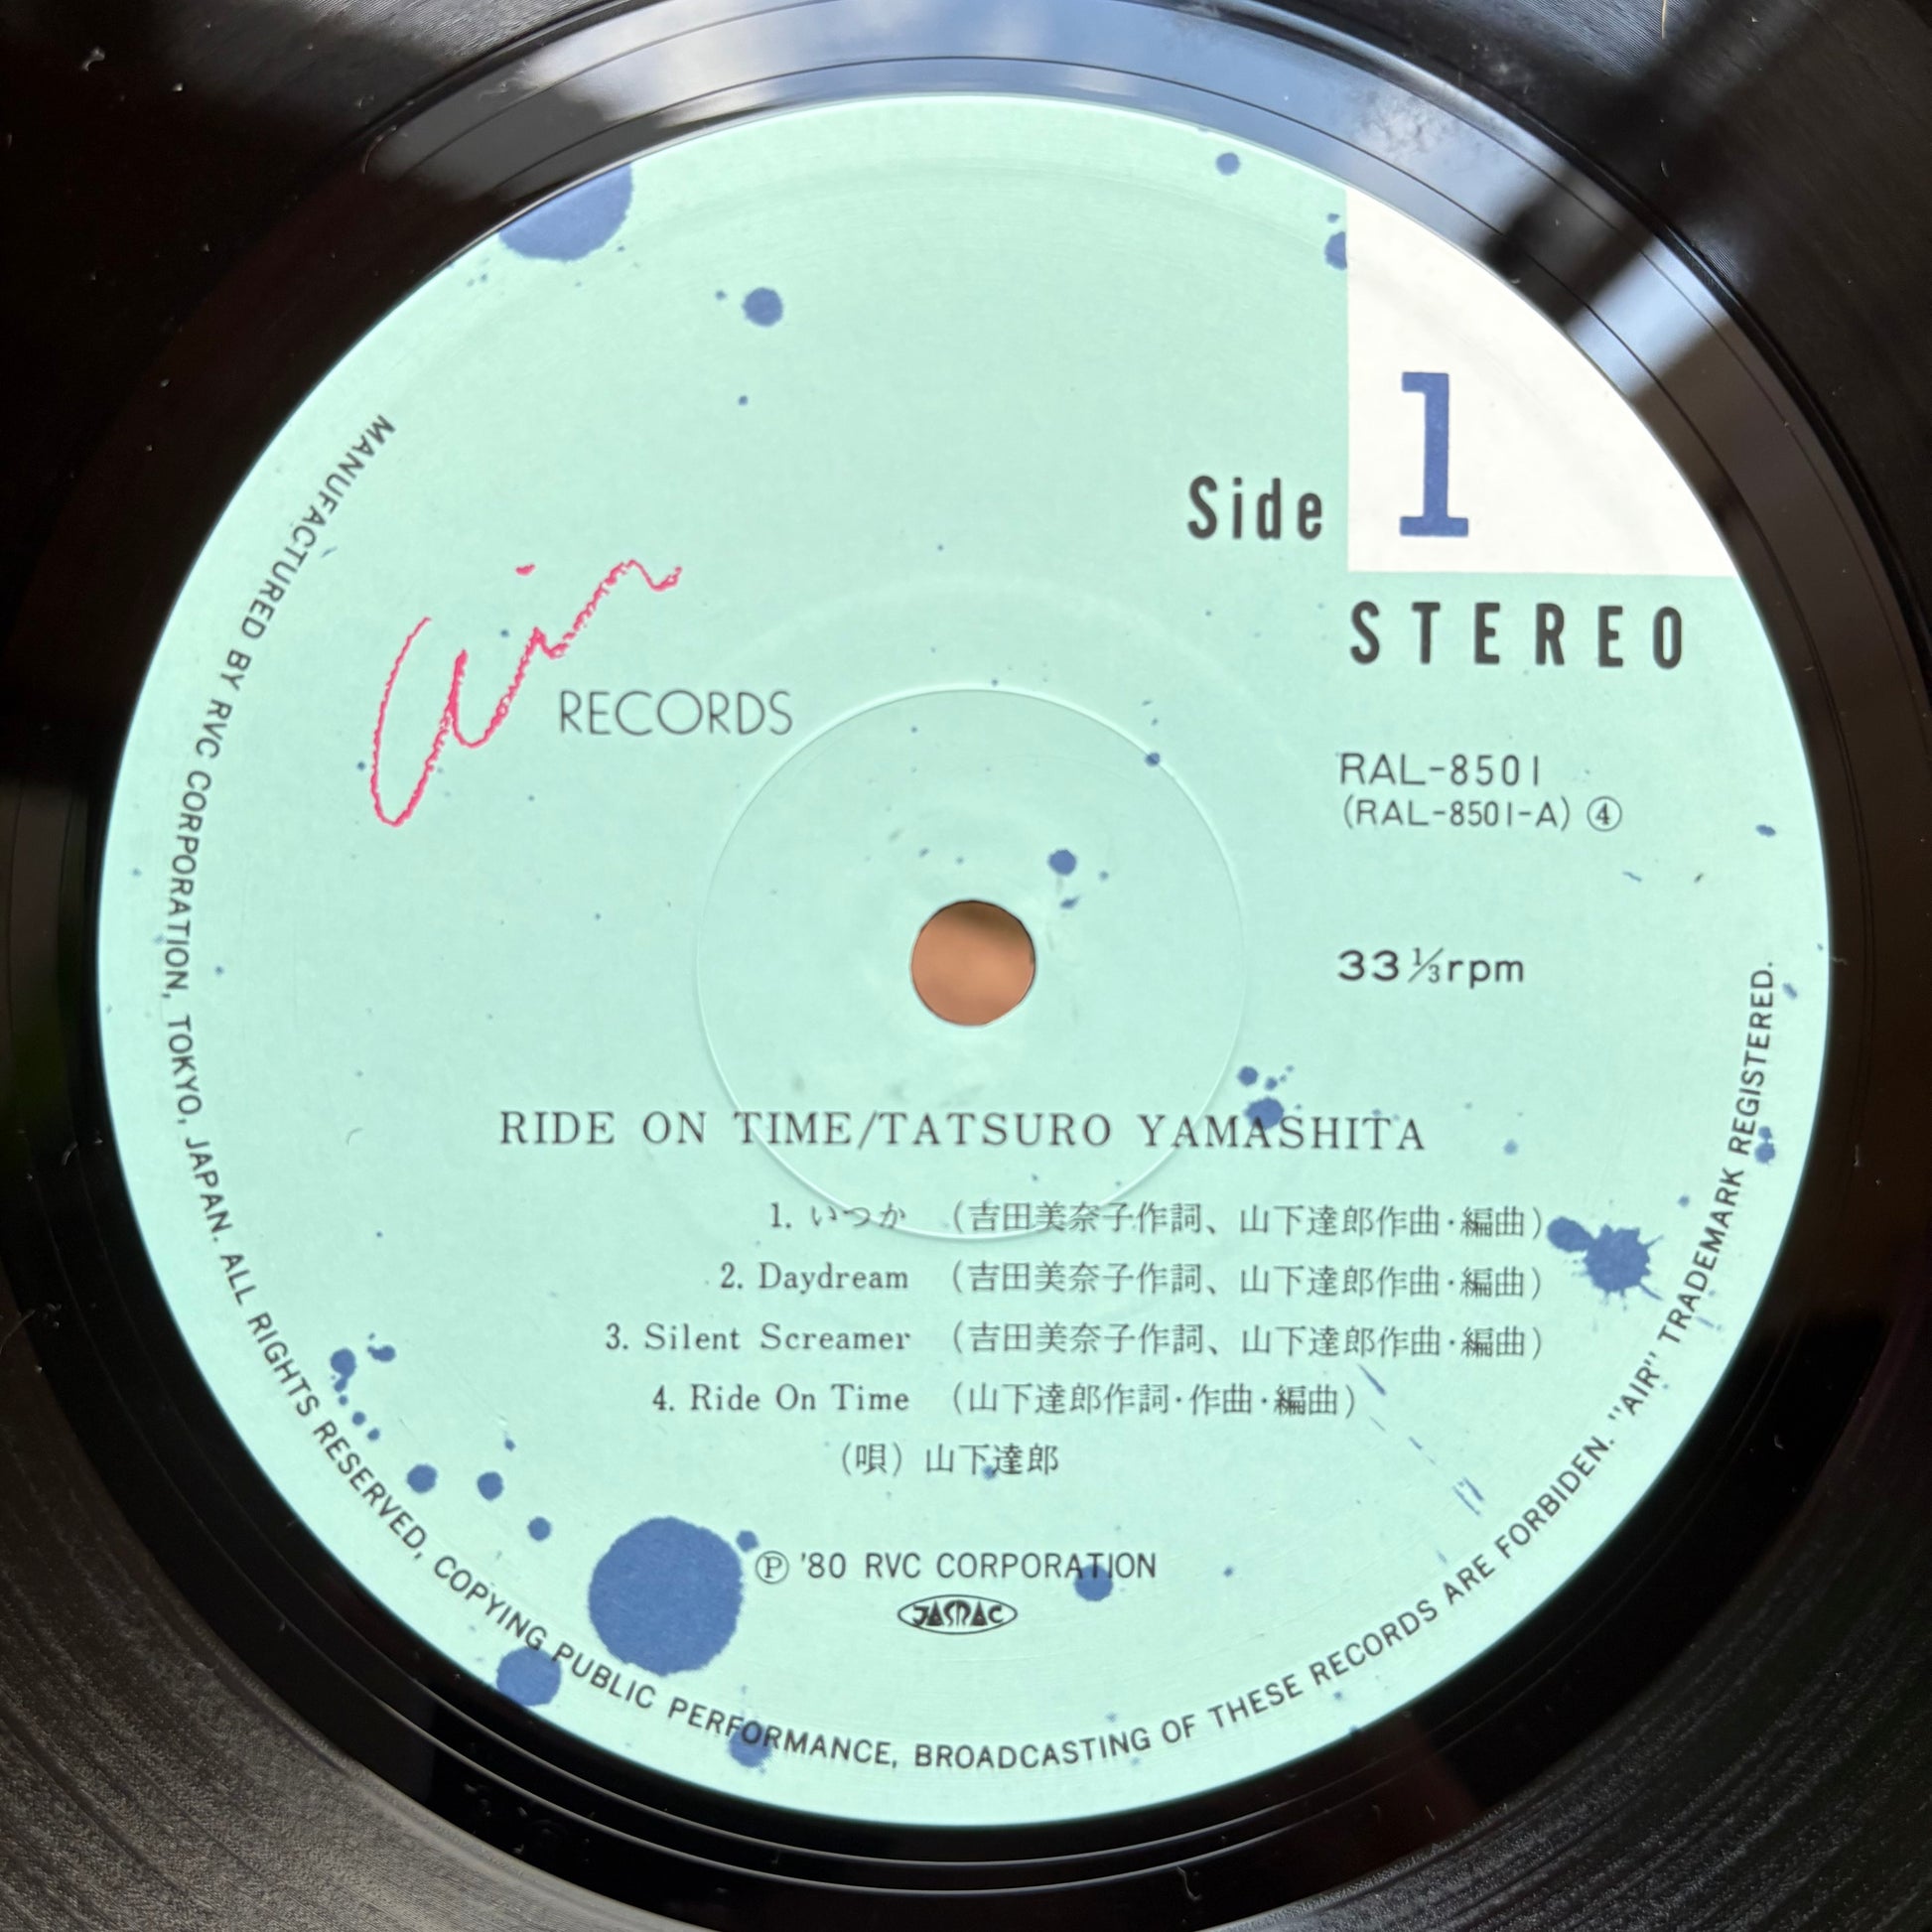 Side 1
STEREO
Air
RECORDS
RAL-8501
(RAL-8501-A) ④
33 1/3 rpm
RIDE ON TIME/TATSURO YAMASHITA
1. いつか (吉田美奈子作詞、山下達郎作曲・編曲)
2. Daydream (吉田美奈子作詞、山下達郎作曲・編曲)
3. Silent Screamer (吉田美奈子作詞、山下達郎作曲・編曲)
4. Ride On Time (山下達郎作詞・作曲・編曲)
(唄) 山下達郎
Ⓟ '80 RVC CORPORATION
JASRAC
MANUFACTURED BY RVC CORPORATION, TOKYO, JAPAN. ALL RIGHTS RESERVED, COPYING PUBLIC PERFORMANCE, BROADCASTING OF THESE RECORDS ARE FORBIDEN. "AIR" TRADEMARK REGISTERED.